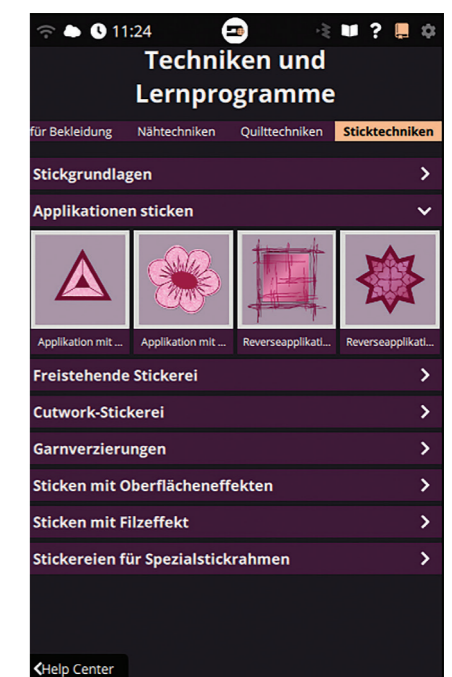 11:24
?
Techniken und
Lernprogramme
für Bekleidung Nähtechniken Quilttechniken Sticktechniken
Stickgrundlagen
Applikationen sticken
Applikation mit ... Applikation mit ... Reverseapplikati... Reverseapplikati...
Freistehende Stickerei
Cutwork-Stickerei
Garnverzierungen
Sticken mit Oberflächeneffekten
Sticken mit Filzeffekt
Stickereien für Spezialstickrahmen
Help Center